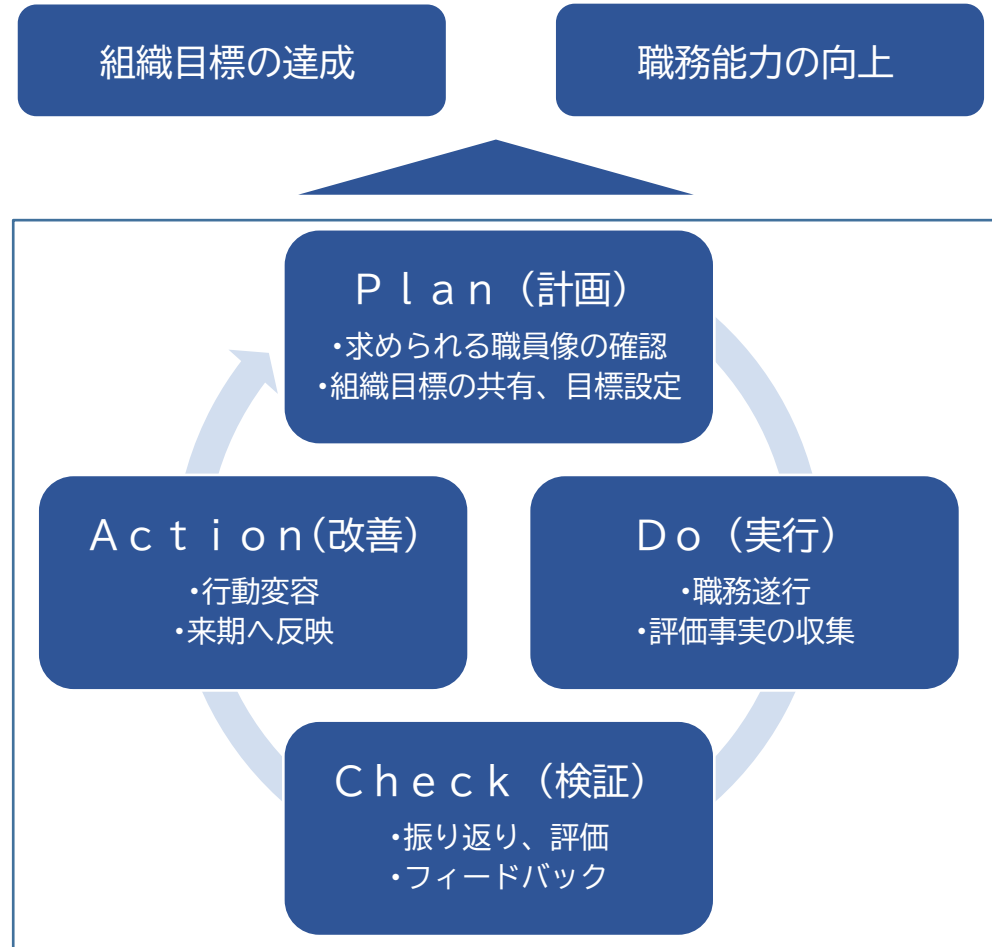 組織目標の達成
職務能力の向上
Ｐｌａｎ（計画）
・求められる職員像の確認
・組織目標の共有、目標設定
Ａｃｔｉｏｎ（改善）
・行動変容
・来期へ反映
Ｄｏ（実行）
・職務遂行
・評価事実の収集
Ｃｈｅｃｋ（検証）
・振り返り、評価
・フィードバック